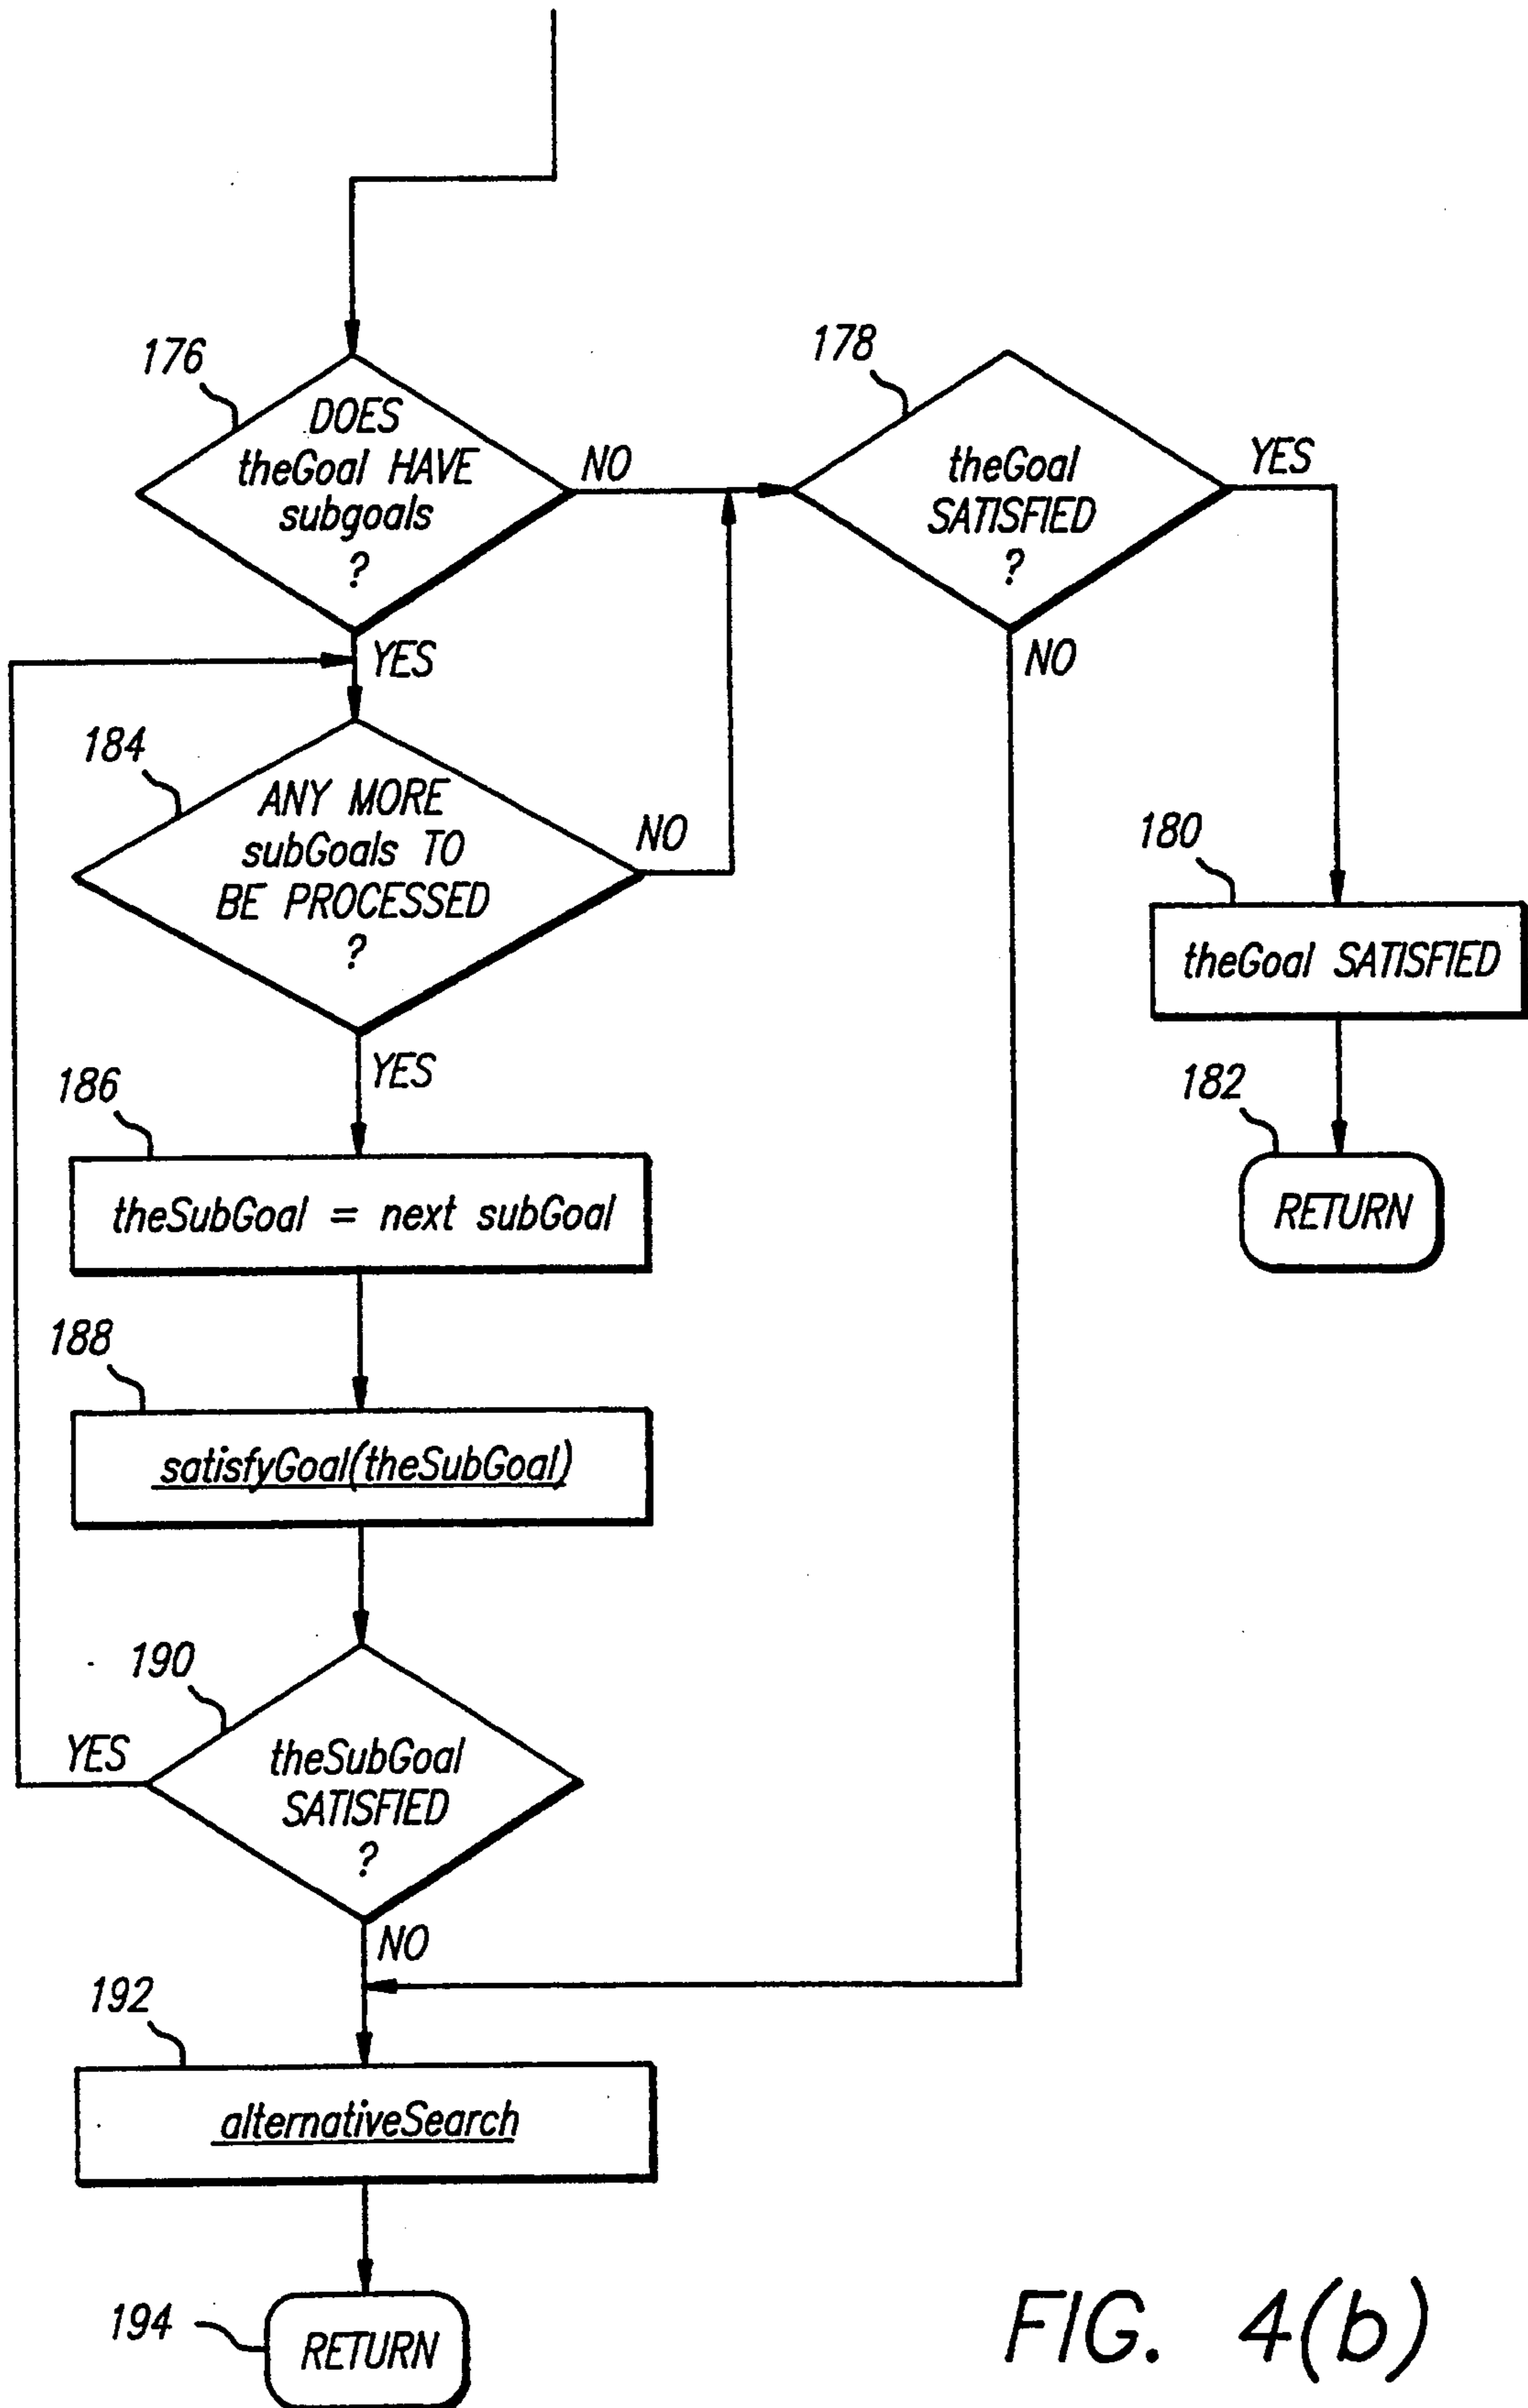 176
DOES
theGoal HAVE
subgoals
?
NO
YES
178
theGoal
SATISFIED
?
YES
NO
184
ANY MORE
subGoals TO
BE PROCESSED
?
NO
YES
180
theGoal SATISFIED
182
RETURN
186
theSubGoal = next subGoal
188
satisfyGoal(theSubGoal)
190
theSubGoal
SATISFIED
?
YES
NO
192
alternativeSearch
194
RETURN
FIG. 4(b)